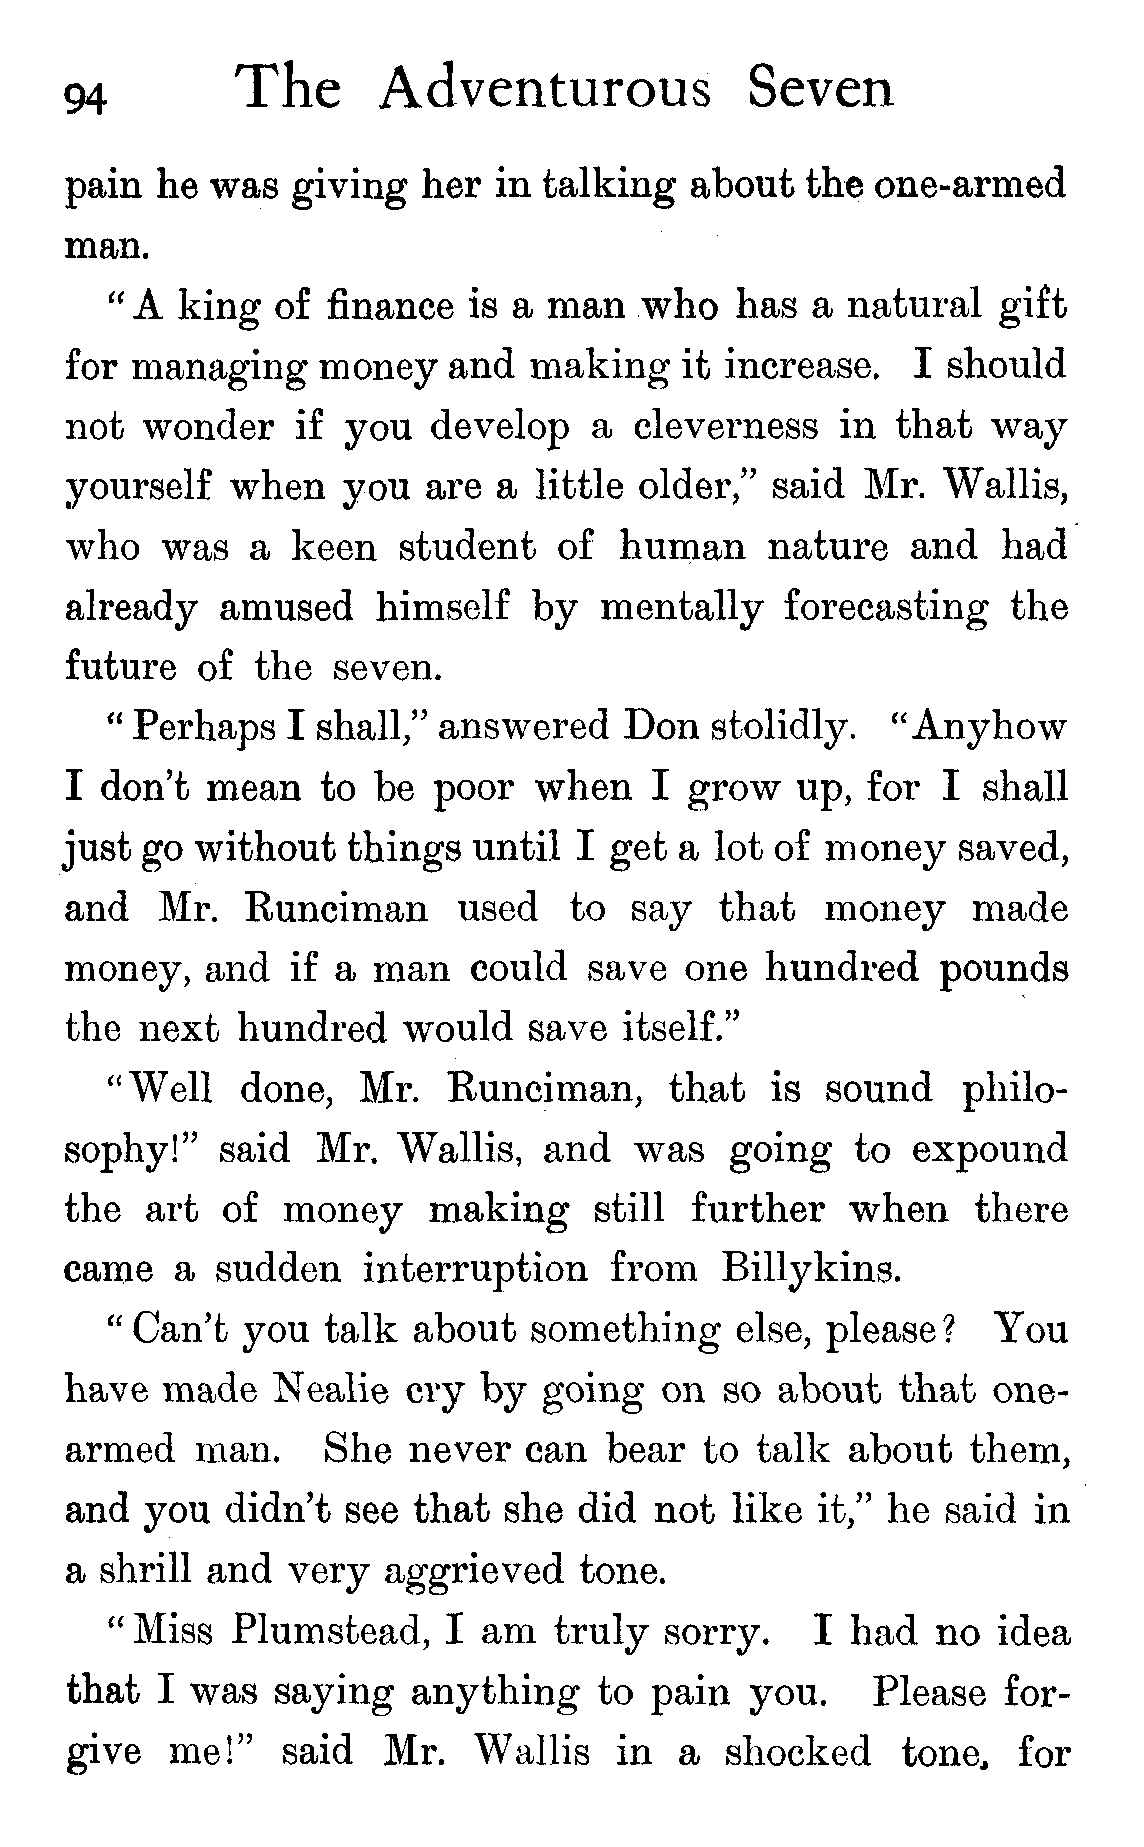 94 The Adventurous Seven
pain he was giving her in talking about the one-armed
man.
“A king of finance is a man who has a natural gift
for managing money and making it increase. I should
not wonder if you develop a cleverness in that way
yourself when you are a little older,” said Mr. Wallis,
who was a keen student of human nature and had
already amused himself by mentally forecasting the
future of the seven.
“Perhaps I shall,” answered Don stolidly. “Anyhow
I don’t mean to be poor when I grow up, for I shall
just go without things until I get a lot of money saved,
and Mr. Runciman used to say that money made
money, and if a man could save one hundred pounds
the next hundred would save itself.”
“Well done, Mr. Runciman, that is sound philo-
sophy!” said Mr. Wallis, and was going to expound
the art of money making still further when there
came a sudden interruption from Billykins.
“Can’t you talk about something else, please? You
have made Nealie cry by going on so about that one-
armed man. She never can bear to talk about them,
and you didn’t see that she did not like it,” he said in
a shrill and very aggrieved tone.
“Miss Plumstead, I am truly sorry. I had no idea
that I was saying anything to pain you. Please for-
give me!” said Mr. Wallis in a shocked tone, for